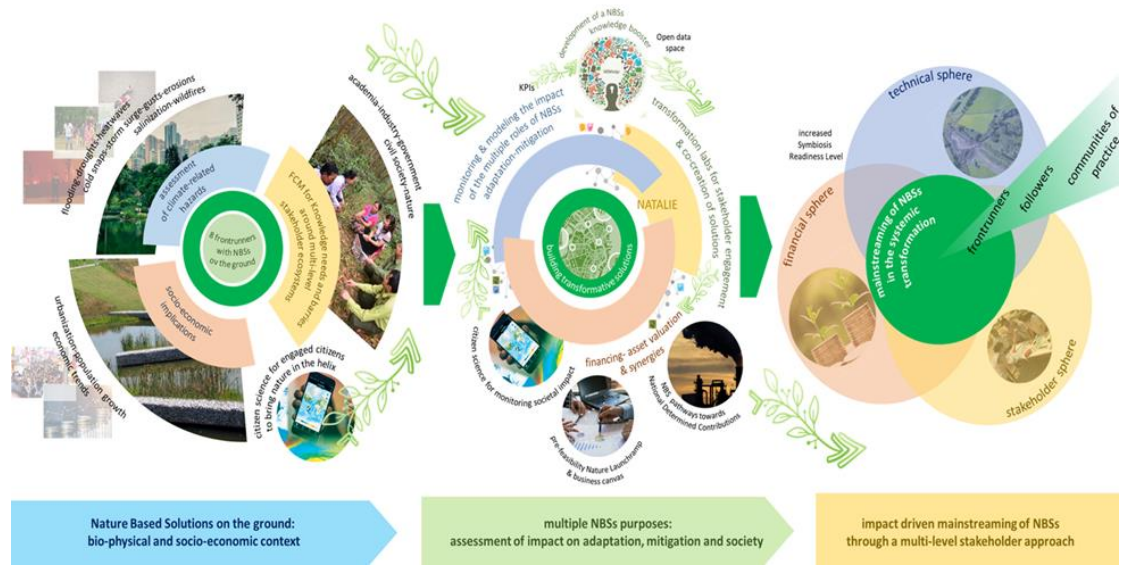 flooding-droughts-heatwaves
cold snaps-storm surge-gusts-erosions
salinization-wildfires
assessment
of climate-related
hazards
8 frontrunners
with NBSs
ov the ground
FCM for Knowledge
needs and barries
around multi-level
stakeholder ecosystems
academia-industry-government
civil society-nature
socio-economic
implications
urbanization-population growth
economic trends
citizen science for engaged citizens
to bring nature in the helix
development of a NBSs
knowledge booster
Open data
space
KPIs
monitoring & modeling the impact
of the multiple roles of NBSs
adaptation-mitigation
transformation labs for stakeholder engagement
& co-creation of solutions
NATALIE
building transformative solutions
financing- asset valuation
& synergies
citizen science for monitoring societal impact
pre-feasibility Nature Launchramp
& business canvas
NBS pathways towards
National Determined Contributions
technical sphere
increased
Symbiosis
Readiness Level
financial sphere
mainstreaming of NBSs
in the systemic
transformation
frontrunners
followers
communities of
practice
stakeholder sphere
Nature Based Solutions on the ground:
bio-physical and socio-economic context
multiple NBSs purposes:
assessment of impact on adaptation, mitigation and society
impact driven mainstreaming of NBSs
through a multi-level stakeholder approach